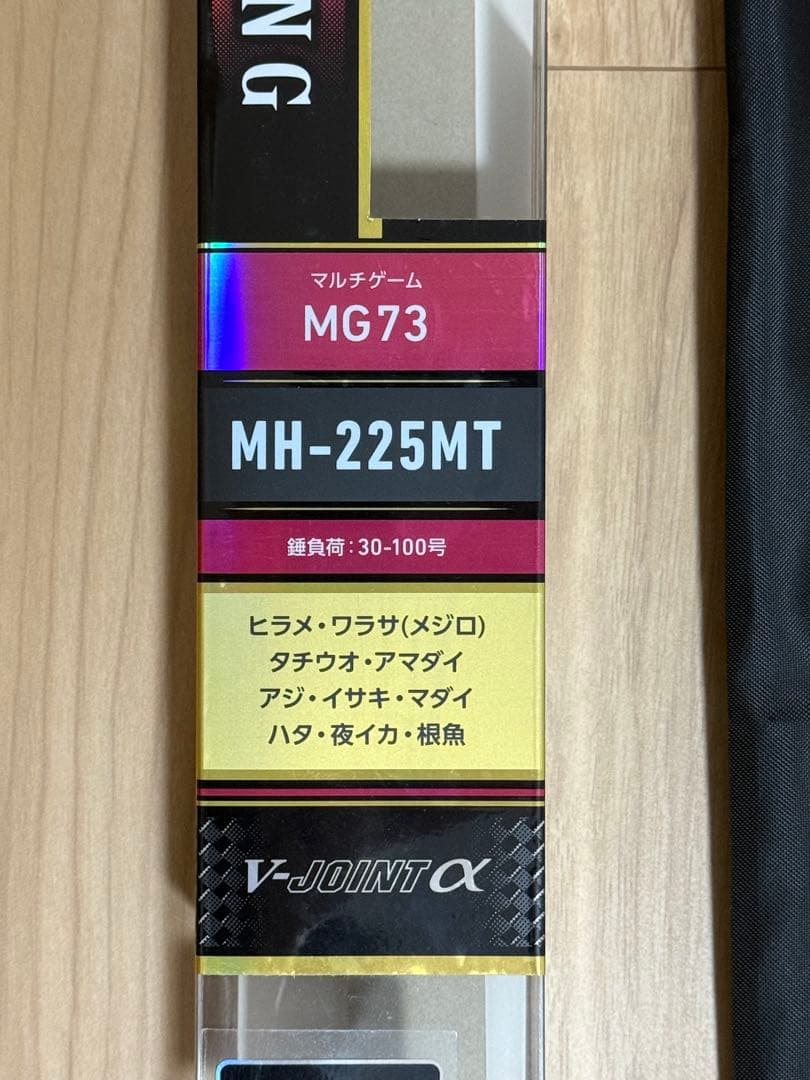 NG
マルチゲーム
MG73
MH-225MT
錘負荷:30-100号
ヒラメ・ワラサ(メジロ)
タチウオ・アマダイ
アジ・イサキ・マダイ
ハタ・夜イカ・根魚
V-JOINT α